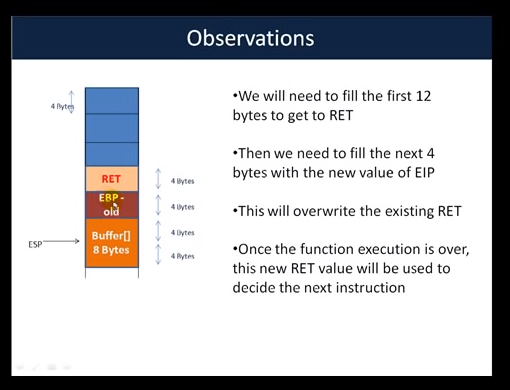 Observations
4 Bytes
RET
4 Bytes
EBP -
old
4 Bytes
Buffer[]
8 Bytes
4 Bytes
4 Bytes
ESP
•We will need to fill the first 12
bytes to get to RET
•Then we need to fill the next 4
bytes with the new value of EIP
•This will overwrite the existing RET
•Once the function execution is over,
this new RET value will be used to
decide the next instruction